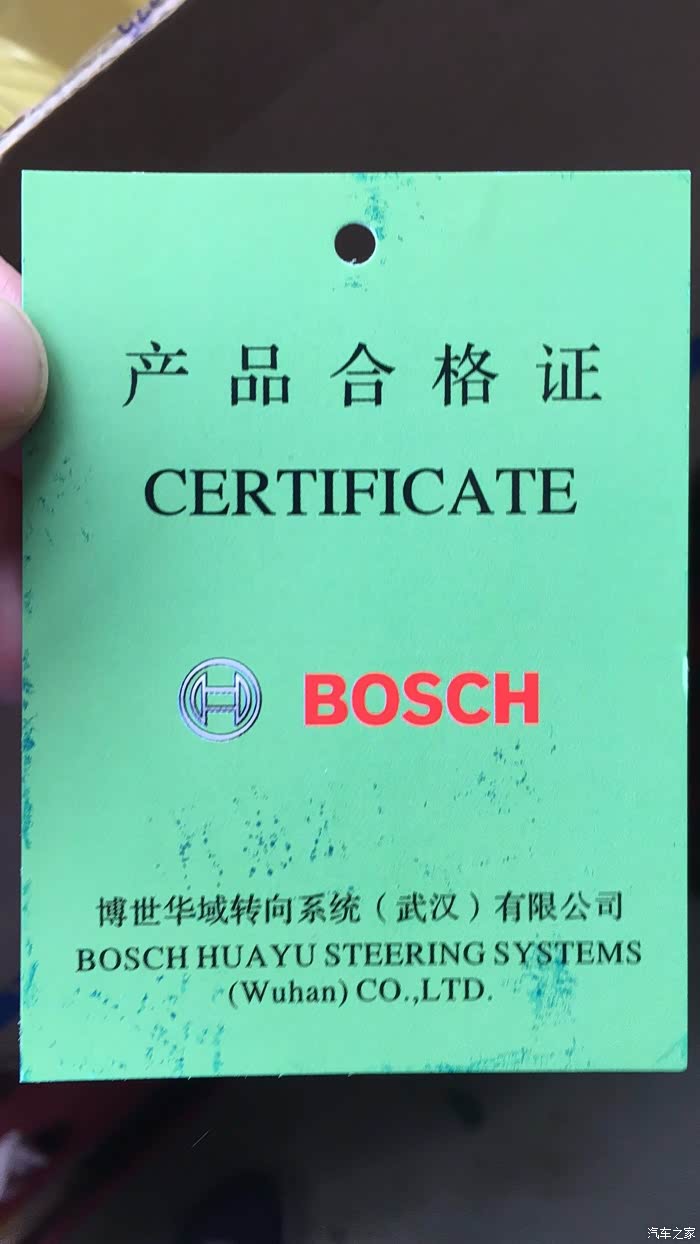 产品合格证
CERTIFICATE
BOSCH
博世华域转向系统（武汉）有限公司
BOSCH HUAYU STEERING SYSTEMS
(Wuhan) CO.,LTD.
汽车之家